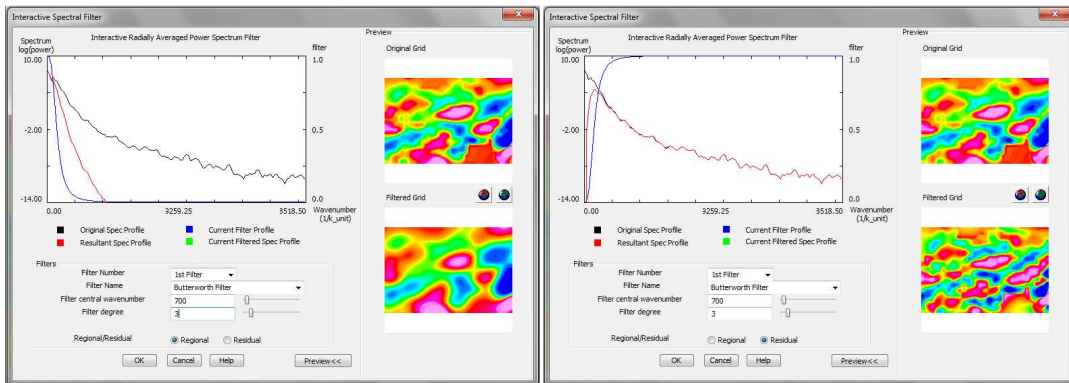 Interactive Spectral Filter
Spectrum
log(power)
Interactive Radially Averaged Power Spectrum Filter
filter
10.00
1.0
-2.00
0.5
-14.00
0.0
0.00
3259.25
3518.50
Wavenumber
(1/k_unit)
Original Spec Profile
Current Filter Profile
Resultant Spec Profile
Current Filtered Spec Profile
Filters
Filter Number
1st Filter
Filter Name
Butterworth Filter
Filter central wavenumber
700
Filter degree
3
Regional/Residual
Regional
Residual
OK
Cancel
Help
Preview<<
Preview
Original Grid
Filtered Grid
Interactive Spectral Filter
Spectrum
log(power)
Interactive Radially Averaged Power Spectrum Filter
filter
10.00
1.0
-2.00
0.5
-14.00
0.0
0.00
3259.25
3518.50
Wavenumber
(1/k_unit)
Original Spec Profile
Current Filter Profile
Resultant Spec Profile
Current Filtered Spec Profile
Filters
Filter Number
1st Filter
Filter Name
Butterworth Filter
Filter central wavenumber
700
Filter degree
3
Regional/Residual
Regional
Residual
OK
Cancel
Help
Preview<<
Preview
Original Grid
Filtered Grid